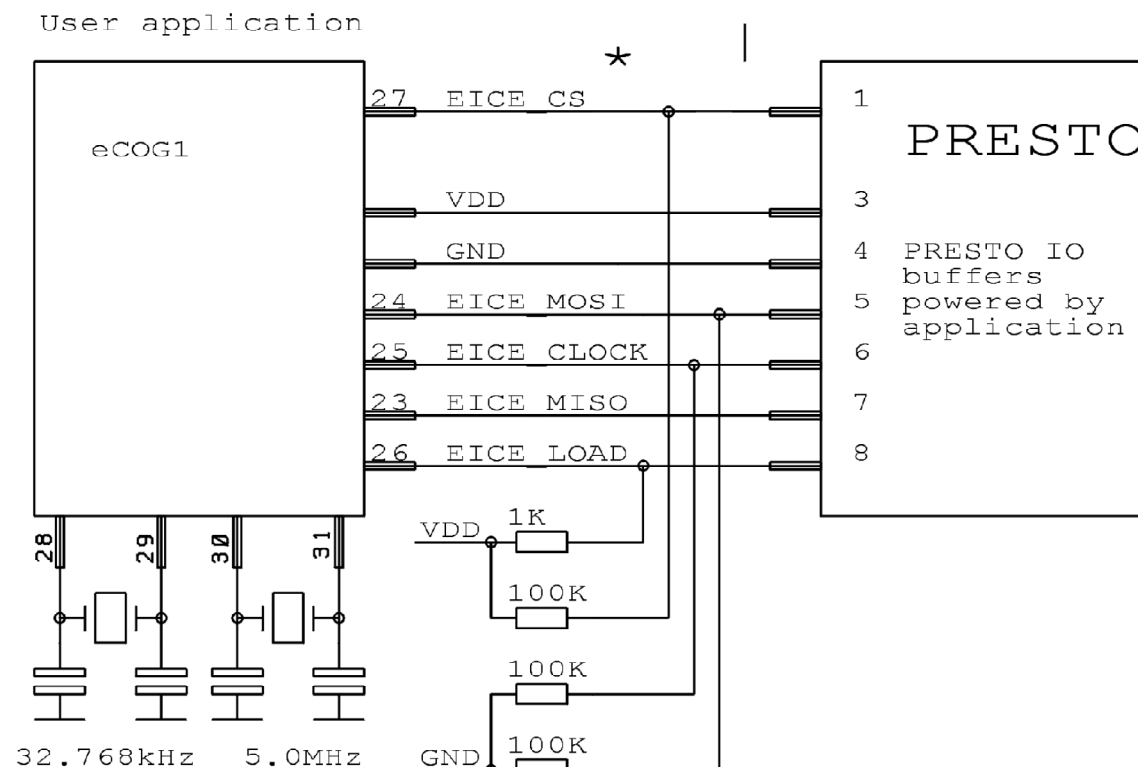 User application
*
27 EICE_CS 1
eCOG1
PRESTO
VDD 3
GND 4
PRESTO IO
buffers
powered by
application
24 EICE_MOSI 5
25 EICE_CLOCK 6
23 EICE_MISO 7
26 EICE_LOAD 8
28 29 30 31
1K
VDD
100K
100K
100K
32.768kHz 5.0MHz GND